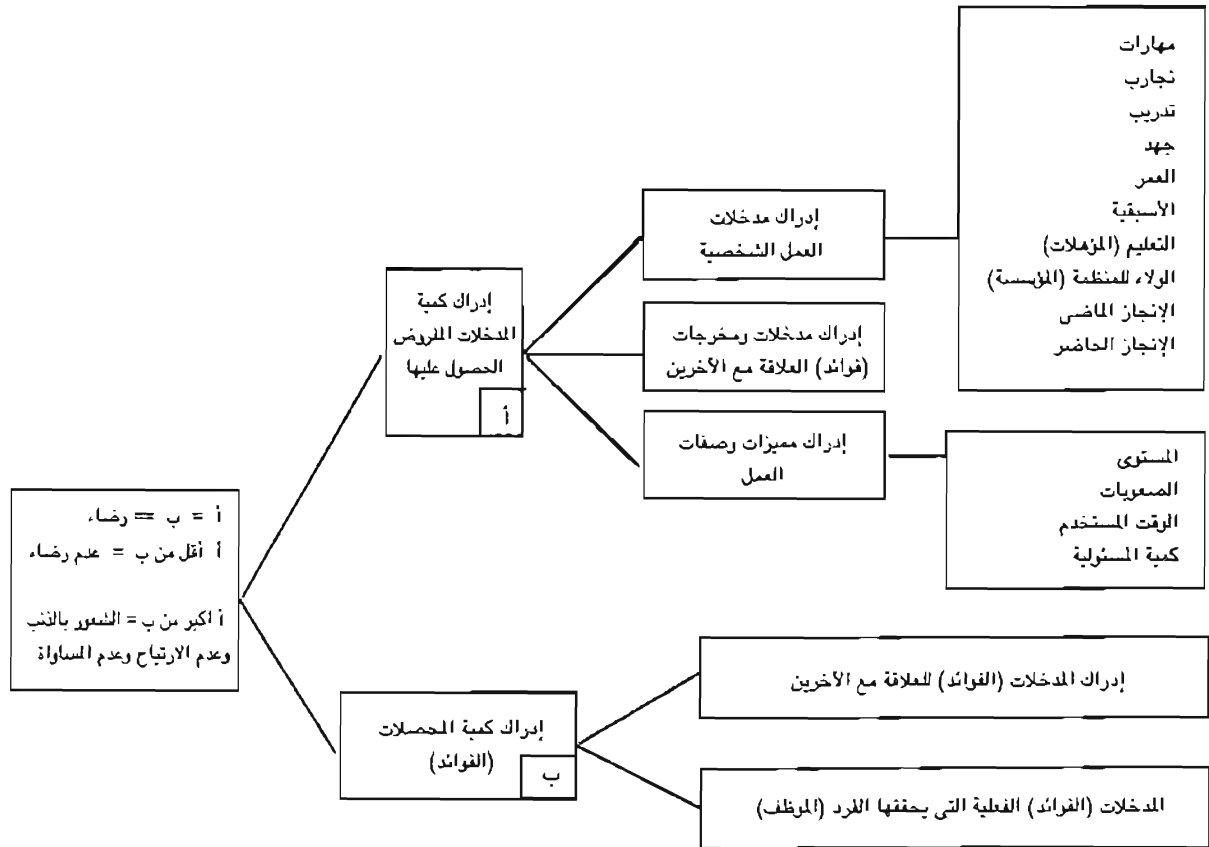 مهارات
تجارب
تدريب
جهد
العمر
الأسبقية
التعليم (المؤهلات)
الولاء للمنظمة (المؤسسة)
الإنجاز الماضى
الإنجاز الحاضر
إدراك مدخلات
العمل الشخصية
إدراك كمية
المدخلات المفروض
الحصول عليها
أ
إدراك مدخلات ومخرجات
(فوائد) العلاقة مع الآخرين
إدراك مميزات وصفات
العمل
المستوى
الصعوبات
الوقت المستخدم
كمية المسئولية
أ = ب == رضاء
أ أقل من ب = عدم رضاء
أ أكبر من ب = الشعور بالذنب
وعدم الارتياح وعدم المساواة
إدراك كمية المحصلات
(الفوائد)
ب
إدراك المدخلات (الفوائد) للعلاقة مع الآخرين
المدخلات (الفوائد) الفعلية التى يحققها الفرد (الموظف)